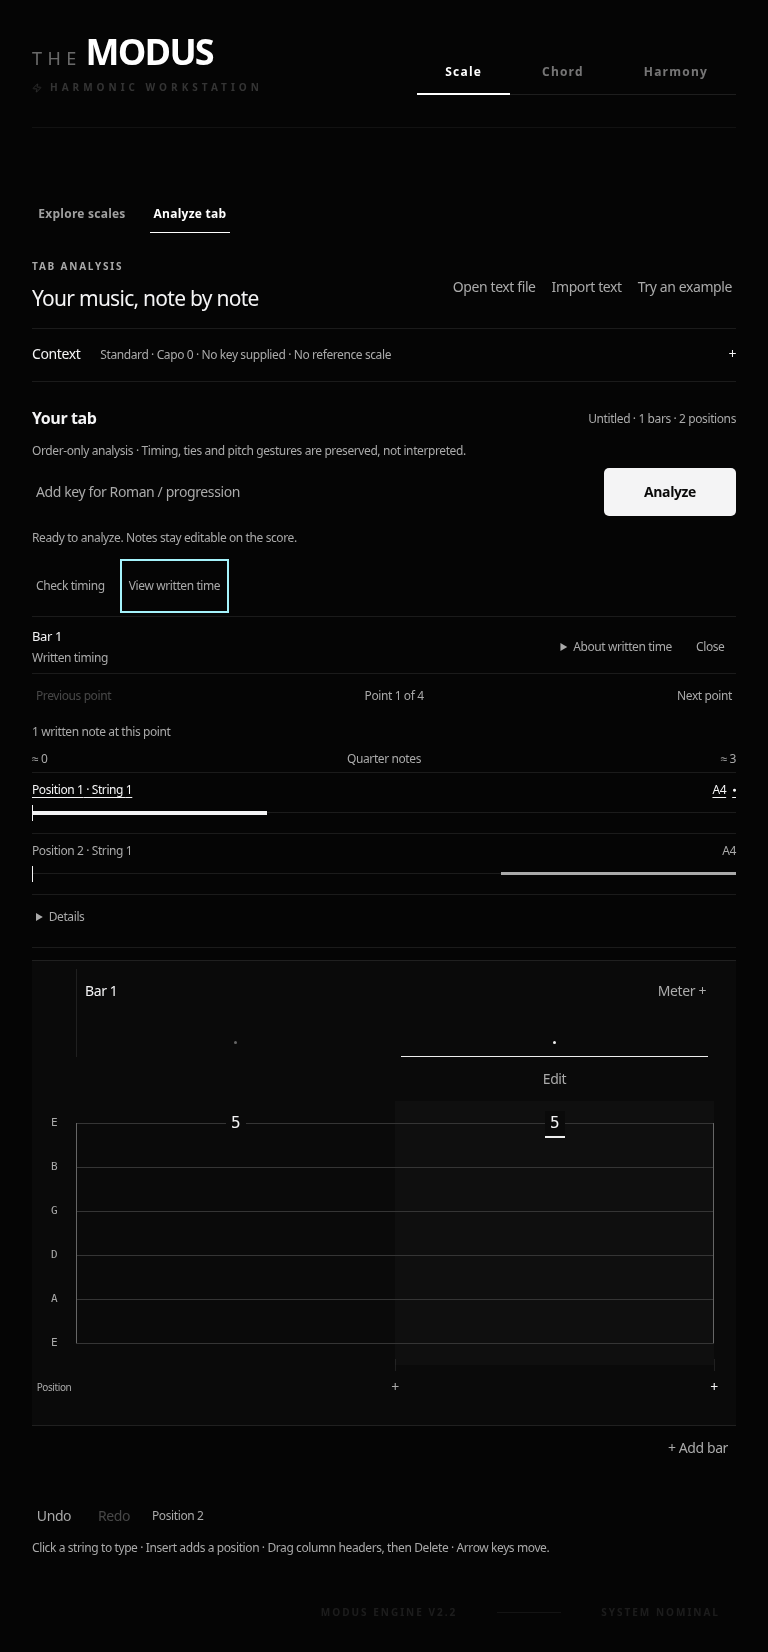 THE MODUS
HARMONIC WORKSTATION
Scale Chord Harmony
Explore scales Analyze tab
TAB ANALYSIS
Your music, note by note
Open text file Import text Try an example
Context Standard · Capo 0 · No key supplied · No reference scale +
Your tab Untitled · 1 bars · 2 positions
Order-only analysis · Timing, ties and pitch gestures are preserved, not interpreted.
Add key for Roman / progression Analyze
Ready to analyze. Notes stay editable on the score.
Check timing View written time
Bar 1
Written timing
▶ About written time Close
Previous point Point 1 of 4 Next point
1 written note at this point
≈ 0 Quarter notes ≈ 3
Position 1 · String 1 A4 •
Position 2 · String 1 A4
▶ Details
Bar 1 Meter +
Edit
E 5 5
B
G
D
A
E
Position + +
+ Add bar
Undo Redo Position 2
Click a string to type · Insert adds a position · Drag column headers, then Delete · Arrow keys move.
MODUS ENGINE V2.2 SYSTEM NOMINAL